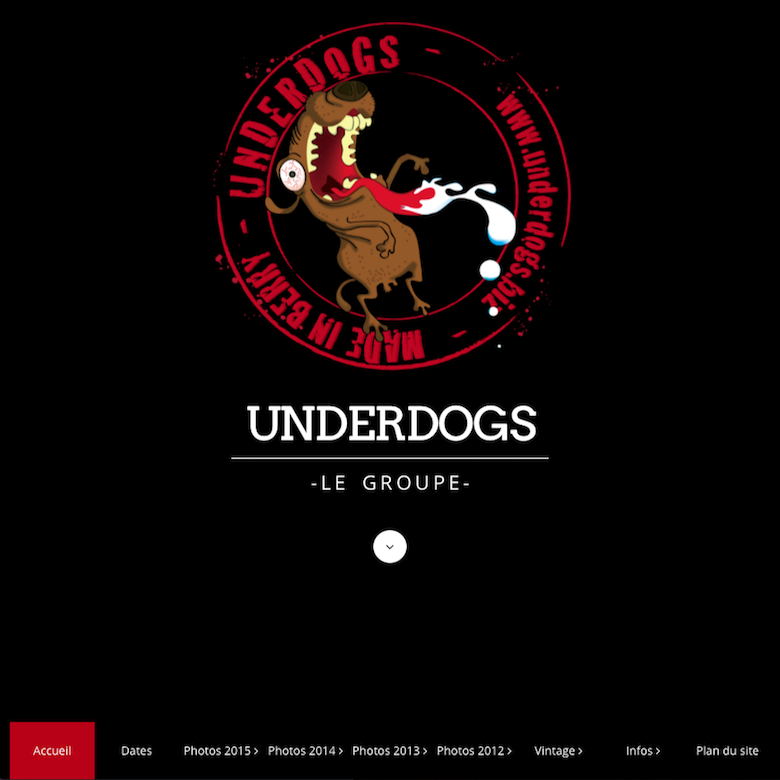 UNDERDOGS -
www.underdogs.biz
- MADE IN BERRY -
UNDERDOGS
-LE GROUPE-
Accueil
Dates
Photos 2015
Photos 2014
Photos 2013
Photos 2012
Vintage
Infos
Plan du site